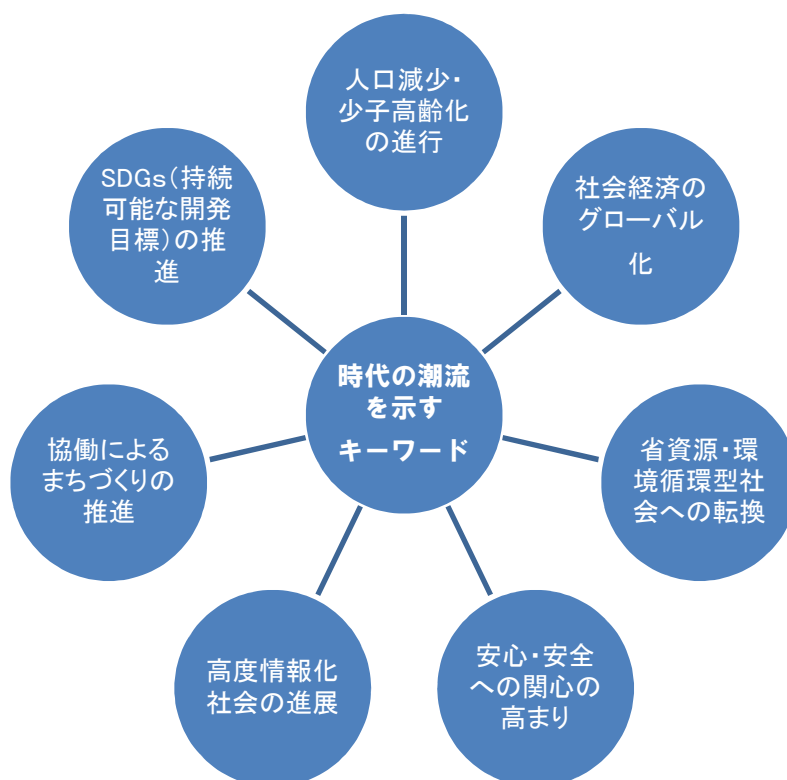 人口減少・
少子高齢化
の進行
社会経済の
グローバル
化
省資源・環
境循環型社
会への転換
安心・安全
への関心の
高まり
高度情報化
社会の進展
協働による
まちづくりの
推進
SDGs(持続
可能な開発
目標)の推
進
時代の潮流
を示す
キーワード